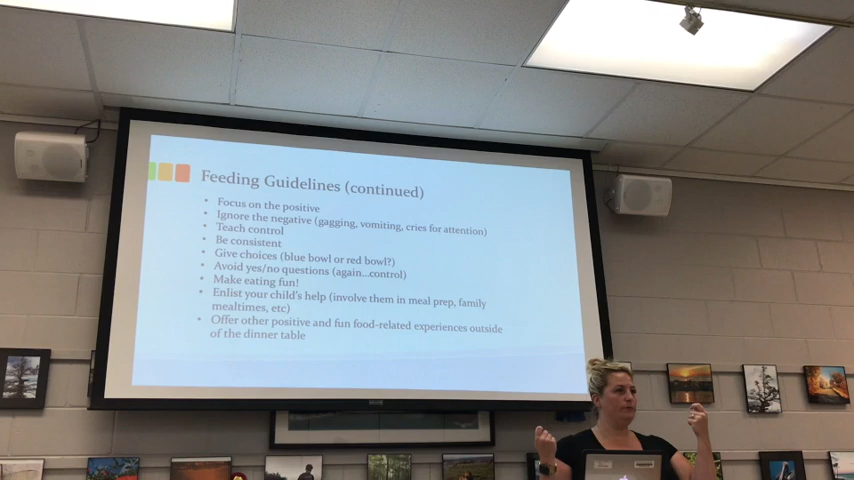 Feeding Guidelines (continued)
• Focus on the positive
• Ignore the negative (gagging, vomiting, cries for attention)
• Teach control
• Be consistent
• Give choices (blue bowl or red bowl?)
• Avoid yes/no questions (again...control)
• Make eating fun!
• Enlist your child's help (involve them in meal prep, family
mealtimes, etc)
• Offer other positive and fun food-related experiences outside
of the dinner table